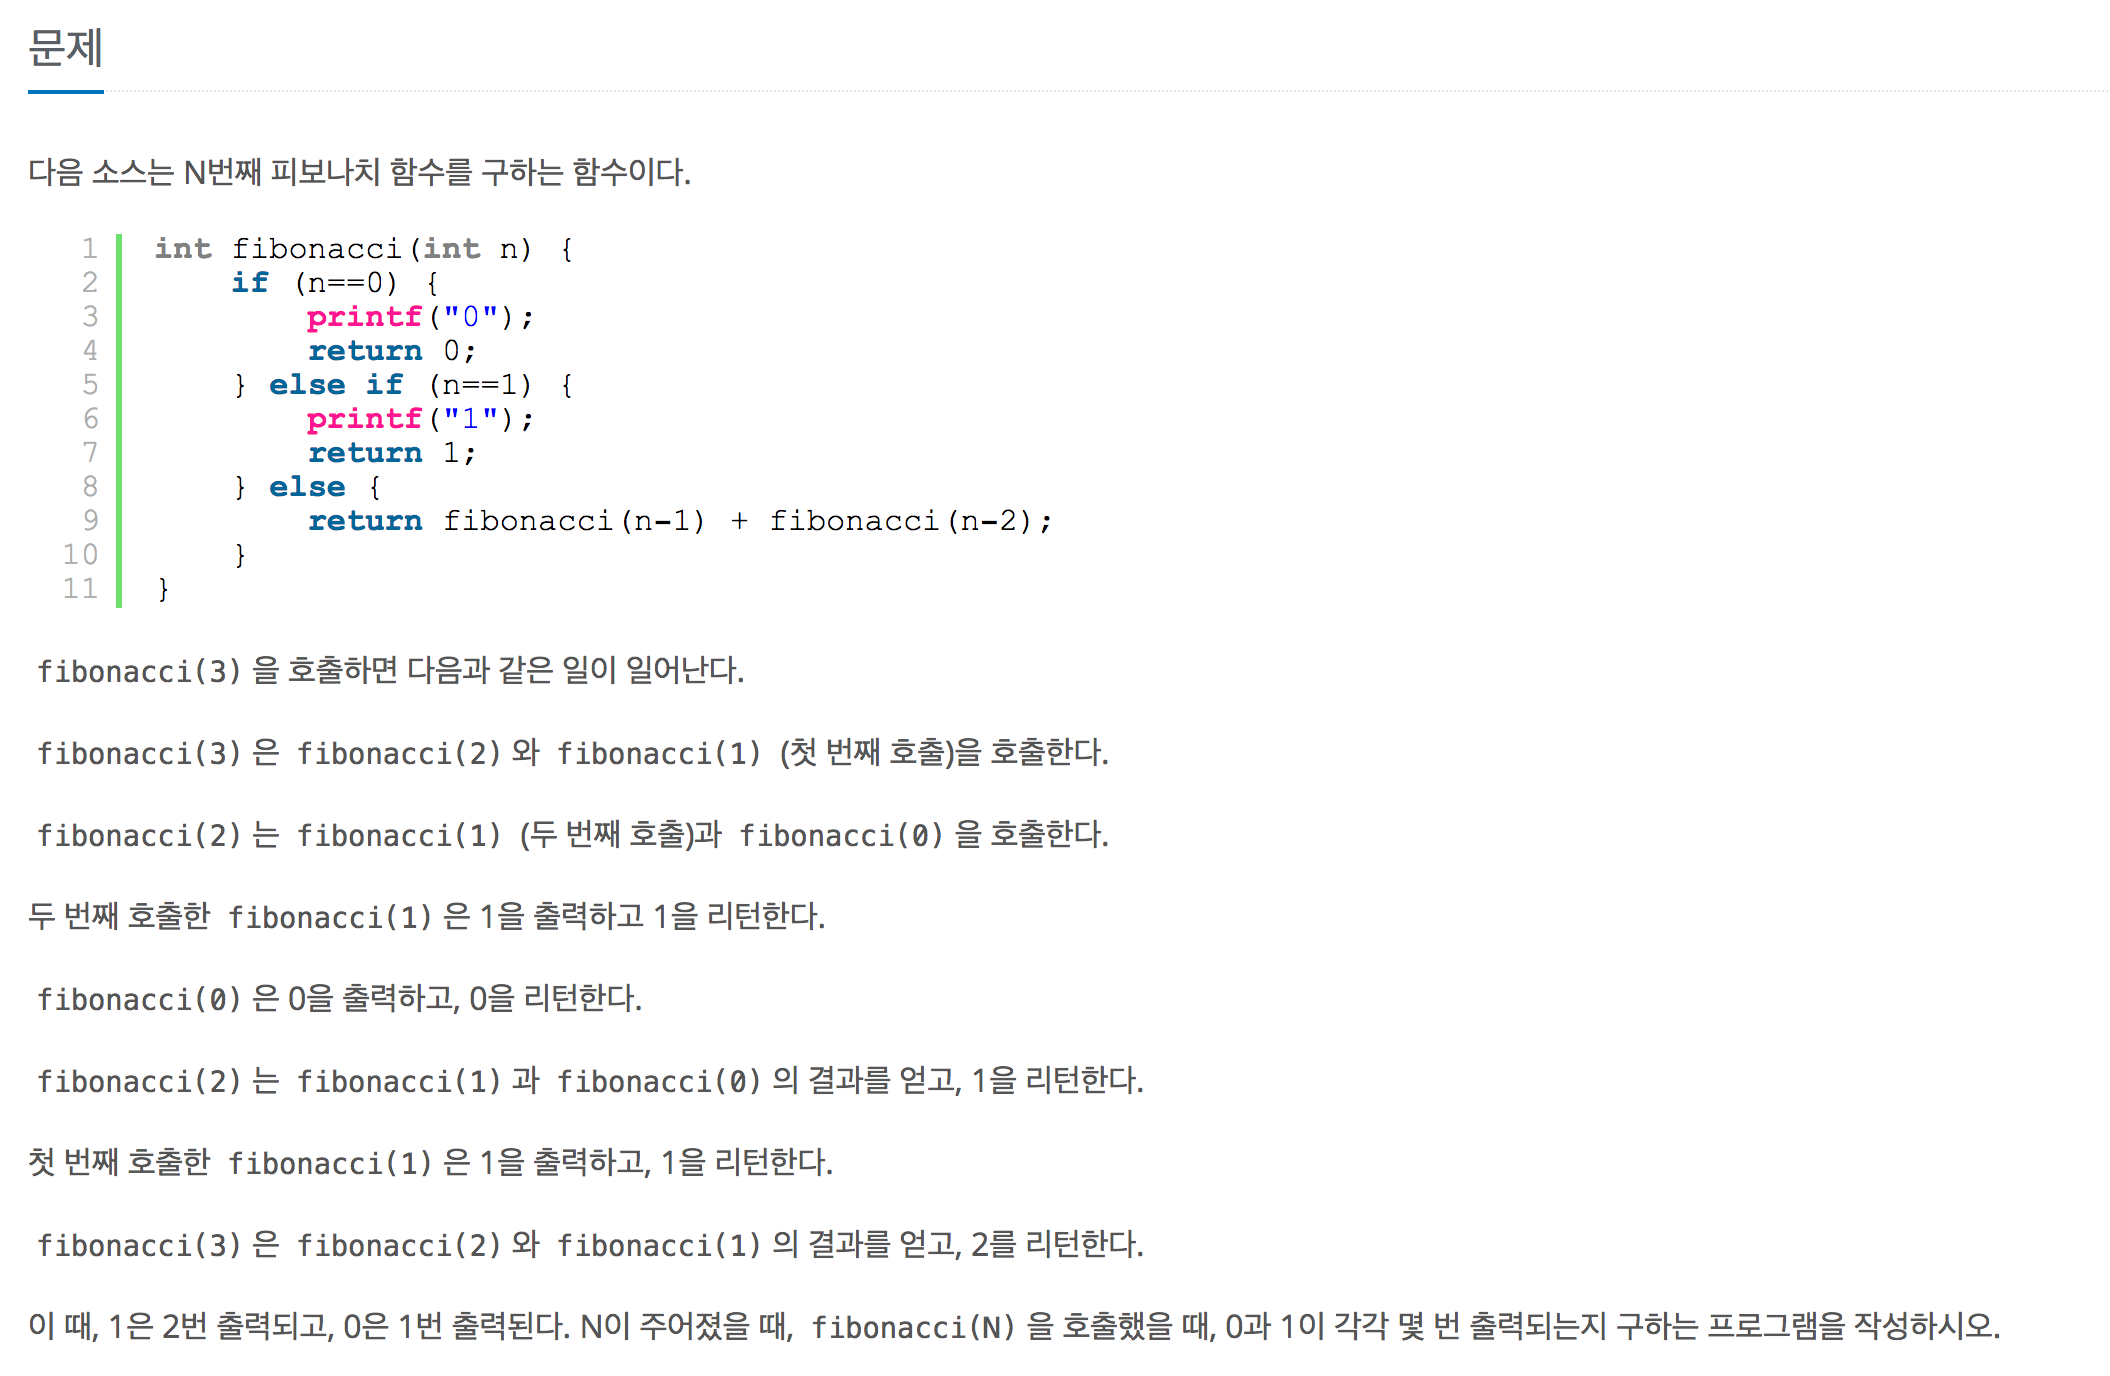 문제
다음 소스는 N번째 피보나치 함수를 구하는 함수이다.
1 int fibonacci(int n) {
2     if (n==0) {
3         printf("0");
4         return 0;
5     } else if (n==1) {
6         printf("1");
7         return 1;
8     } else {
9         return fibonacci(n-1) + fibonacci(n-2);
10     }
11 }
fibonacci(3)을 호출하면 다음과 같은 일이 일어난다.
fibonacci(3)은 fibonacci(2)와 fibonacci(1) (첫 번째 호출)을 호출한다.
fibonacci(2)는 fibonacci(1) (두 번째 호출)과 fibonacci(0)을 호출한다.
두 번째 호출한 fibonacci(1)은 1을 출력하고 1을 리턴한다.
fibonacci(0)은 0을 출력하고, 0을 리턴한다.
fibonacci(2)는 fibonacci(1)과 fibonacci(0)의 결과를 얻고, 1을 리턴한다.
첫 번째 호출한 fibonacci(1)은 1을 출력하고, 1을 리턴한다.
fibonacci(3)은 fibonacci(2)와 fibonacci(1)의 결과를 얻고, 2를 리턴한다.
이 때, 1은 2번 출력되고, 0은 1번 출력된다. N이 주어졌을 때, fibonacci(N)을 호출했을 때, 0과 1이 각각 몇 번 출력되는지 구하는 프로그램을 작성하시오.